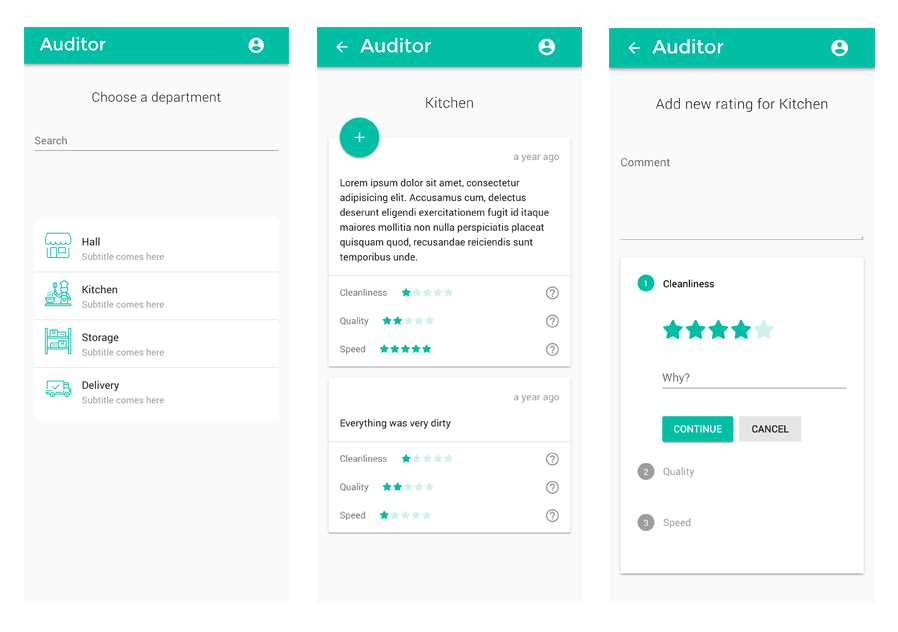 Auditor
Choose a department
Search
Hall
Subtitle comes here
Kitchen
Subtitle comes here
Storage
Subtitle comes here
Delivery
Subtitle comes here
Auditor
Kitchen
+
a year ago
Lorem ipsum dolor sit amet, consectetur
adipisicing elit. Accusamus cum, delectus
deserunt eligendi exercitationem fugit id itaque
maiores mollitia non nulla perspiciatis placeat
quisquam quod, recusandae reiciendis sunt
temporibus unde.
Cleanliness ?
Quality ?
Speed ?
a year ago
Everything was very dirty
Cleanliness ?
Quality ?
Speed ?
Auditor
Add new rating for Kitchen
Comment
1 Cleanliness
Why?
CONTINUE CANCEL
2 Quality
3 Speed